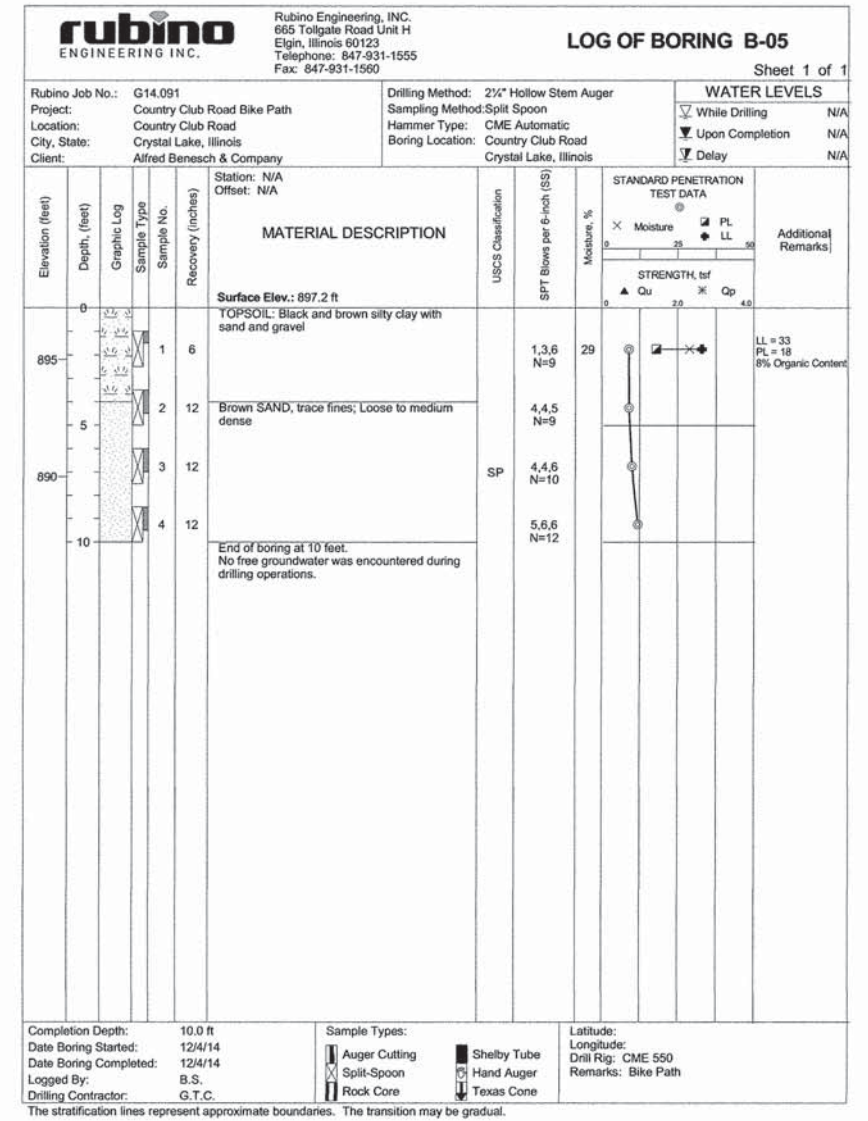 rubino
ENGINEERING INC.
Rubino Engineering, INC.
665 Tollgate Road Unit H
Elgin, Illinois 60123
Telephone: 847-931-1555
Fax: 847-931-1560
LOG OF BORING B-05
Sheet 1 of 1
Rubino Job No.: G14.091
Project: Country Club Road Bike Path
Location: Country Club Road
City, State: Crystal Lake, Illinois
Client: Alfred Benesch & Company
Drilling Method: 2¼" Hollow Stem Auger
Sampling Method:Split Spoon
Hammer Type: CME Automatic
Boring Location: Country Club Road
Crystal Lake, Illinois
WATER LEVELS
While Drilling N/A
Upon Completion N/A
Delay N/A
Elevation (feet)
Depth, (feet)
Graphic Log
Sample Type
Sample No.
Recovery (inches)
Station: N/A
Offset: N/A
MATERIAL DESCRIPTION
Surface Elev.: 897.2 ft
USCS Classification
SPT Blows per 6-inch (SS)
Moisture, %
STANDARD PENETRATION
TEST DATA
Moisture PL
LL
0 25 50
STRENGTH, tsf
Qu Qp
0 2.0 4.0
Additional
Remarks
0
TOPSOIL: Black and brown silty clay with
sand and gravel
895
1 6
1,3,6
N=9
29
LL = 33
PL = 18
8% Organic Content
2 12
Brown SAND, trace fines; Loose to medium
dense
4,4,5
N=9
5
890
3 12
SP
4,4,6
N=10
4 12
5,6,6
N=12
10
End of boring at 10 feet.
No free groundwater was encountered during
drilling operations.
Completion Depth: 10.0 ft
Date Boring Started: 12/4/14
Date Boring Completed: 12/4/14
Logged By: B.S.
Drilling Contractor: G.T.C.
Sample Types:
Auger Cutting
Split-Spoon
Rock Core
Shelby Tube
Hand Auger
Texas Cone
Latitude:
Longitude:
Drill Rig: CME 550
Remarks: Bike Path
The stratification lines represent approximate boundaries. The transition may be gradual.